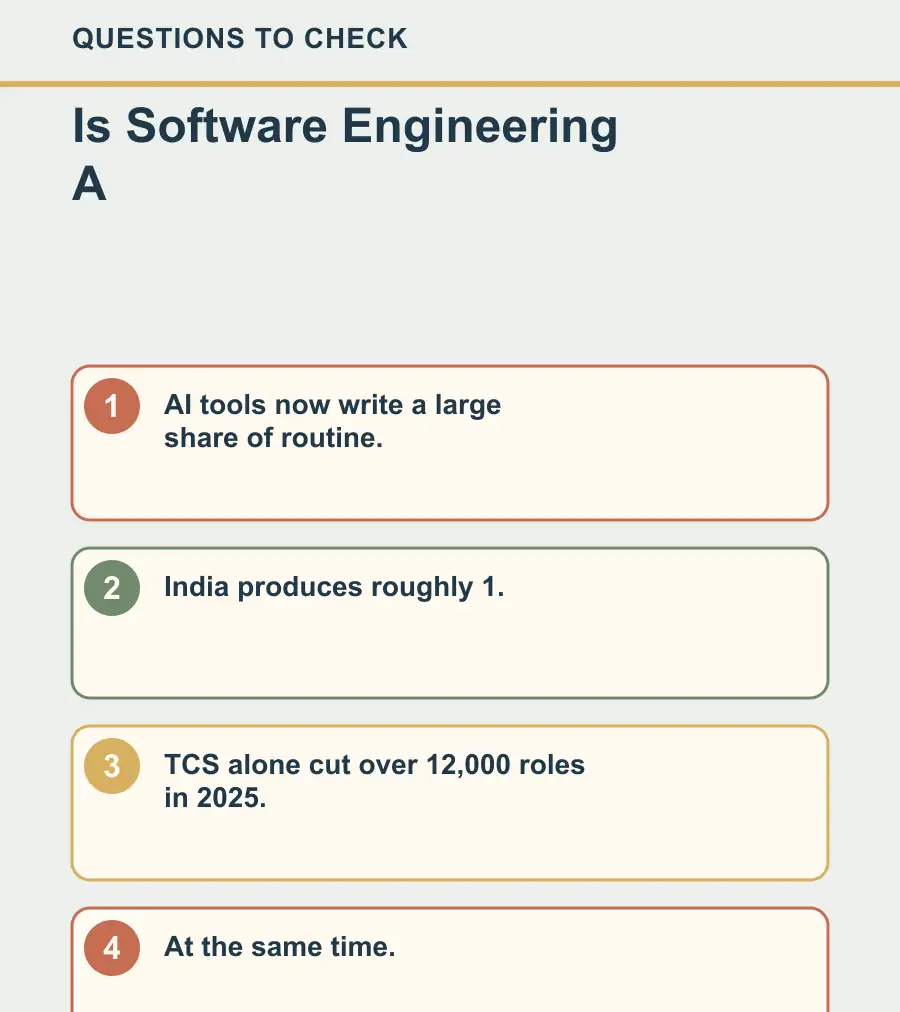 QUESTIONS TO CHECK
Is Software Engineering
A
1
AI tools now write a large
share of routine.
2
India produces roughly 1.
3
TCS alone cut over 12,000 roles
in 2025.
4
At the same time.